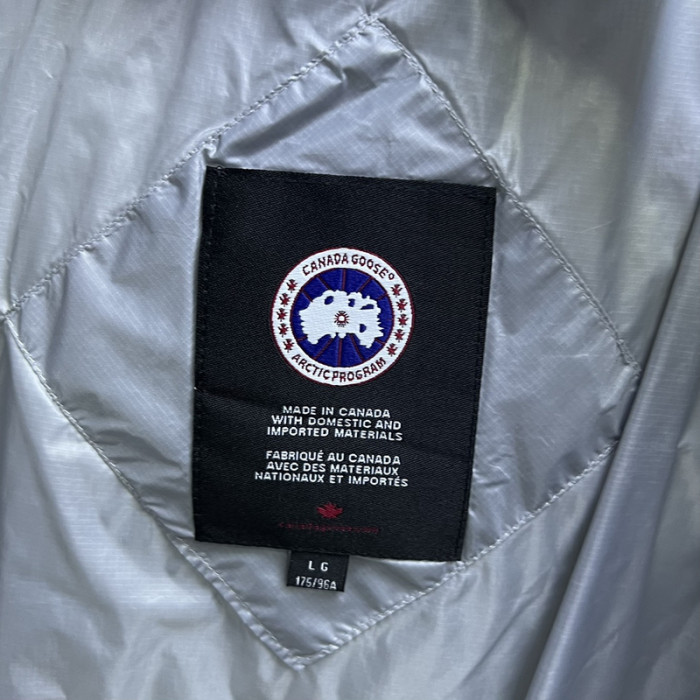 CANADA GOOSE®
ARCTIC PROGRAM
MADE IN CANADA
WITH DOMESTIC AND
IMPORTED MATERIALS
FABRIQUÉ AU CANADA
AVEC DES MATERIAUX
NATIONAUX ET IMPORTÉS
LG
175/96A